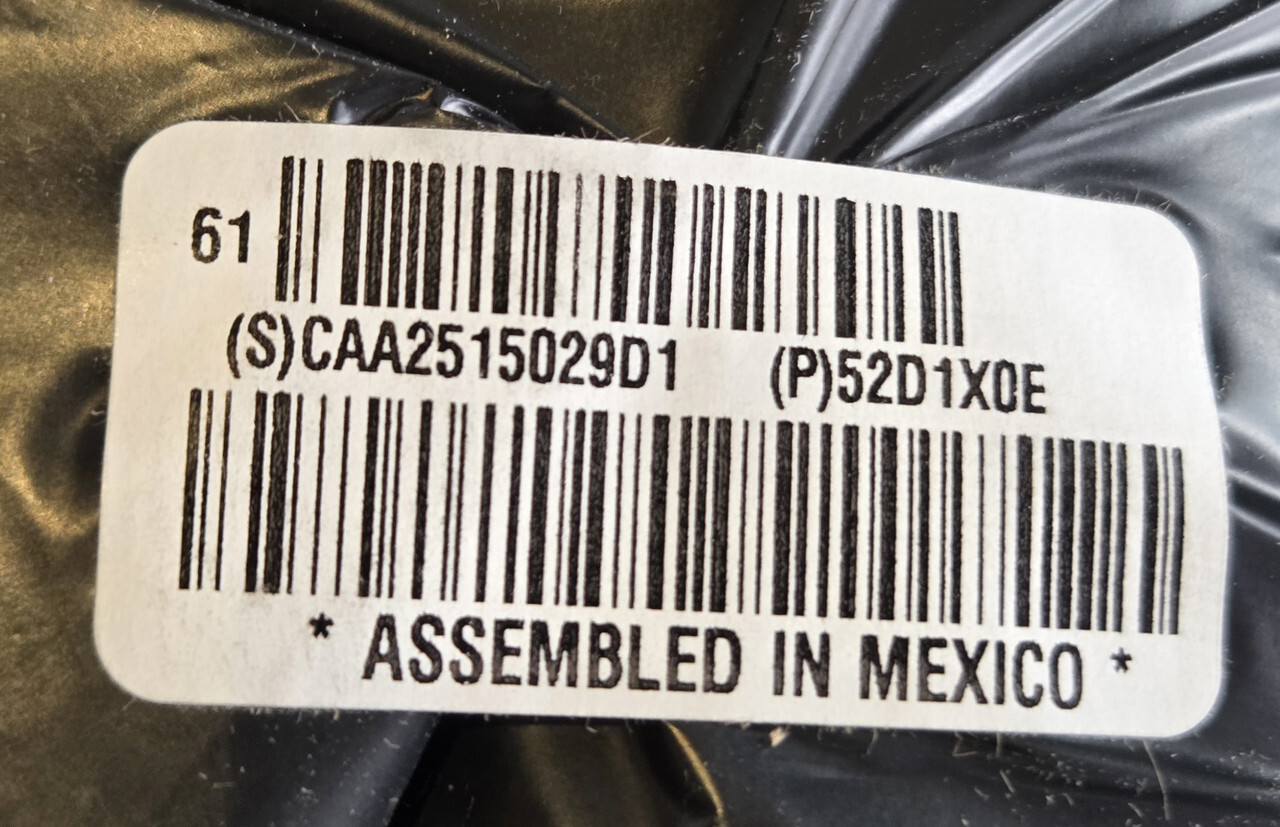 61
(S)CAA2515029D1 (P)52D1X0E
* ASSEMBLED IN MEXICO *